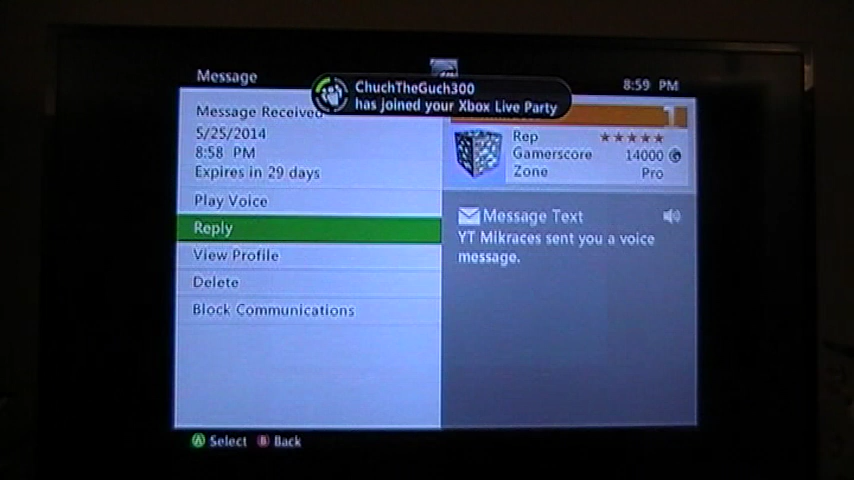 Message
ChuchTheGuch300
has joined your Xbox Live Party
8:59 PM
Message Received
5/25/2014
8:58 PM
Expires in 29 days
Play Voice
Reply
View Profile
Delete
Block Communications
Rep
Gamerscore 14000 G
Zone Pro
Message Text
YT Mikraces sent you a voice
message.
A Select B Back